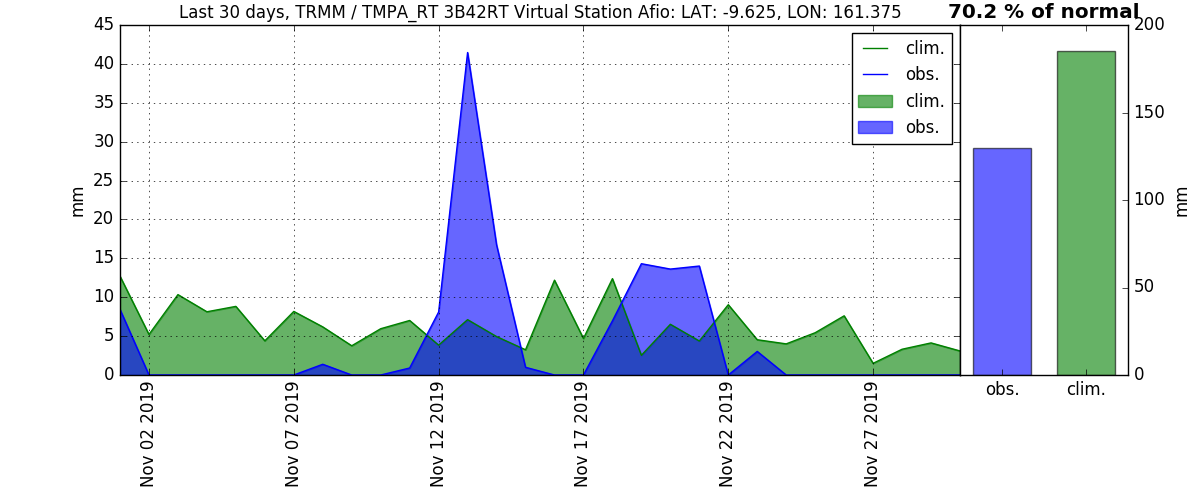 Last 30 days, TRMM / TMPA_RT 3B42RT Virtual Station Afio: LAT: -9.625, LON: 161.375
70.2 % of normal
45
40
35
30
25
20
15
10
5
0
mm
clim.
obs.
clim.
obs.
Nov 02 2019
Nov 07 2019
Nov 12 2019
Nov 17 2019
Nov 22 2019
Nov 27 2019
200
150
100
50
0
mm
obs.
clim.